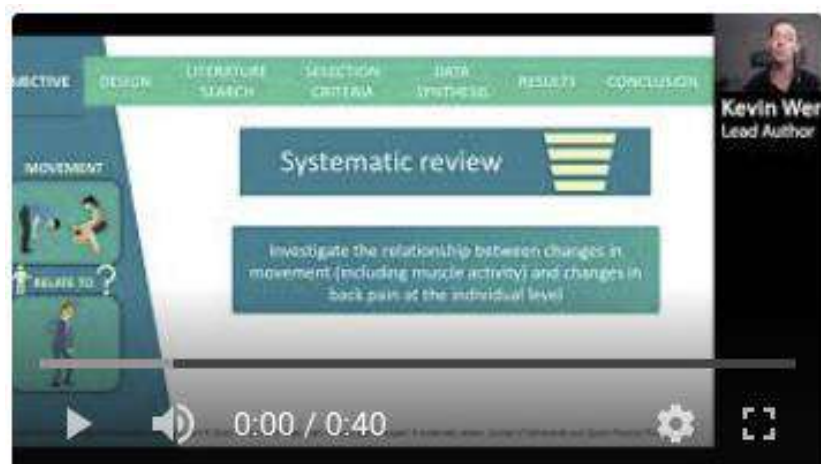 JECTIVE
DESIGN
LITERATURE
SEARCH
SELECTION
CRITERIA
DATA
SYNTHESIS
RESULTS
CONCLUSION
Kevin Wer
Lead Author
MOVEMENT
RELATE TO ?
Systematic review
Investigate the relationship between changes in
movement (including muscle activity) and changes in
back pain at the individual level
0:00 / 0:40